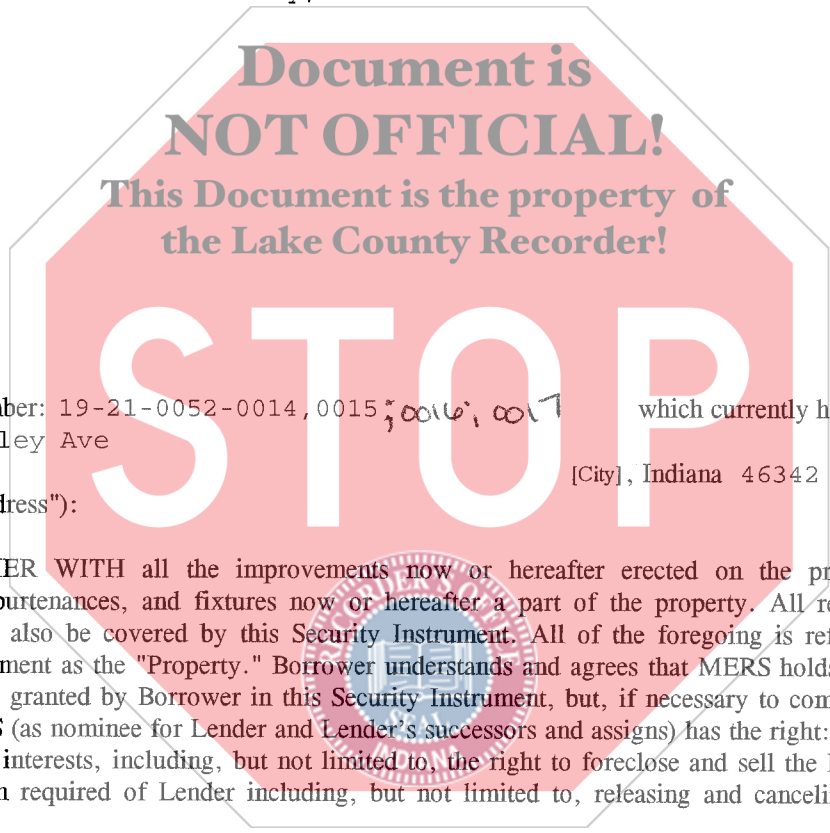 Document is
NOT OFFICIAL!
This Document is the property of
the Lake County Recorder!
STOP
ber: 19-21-0052-0014,0015;0016; 0017 which currently h
ley Ave
[City], Indiana 46342
dress"):
ER WITH all the improvements now or hereafter erected on the pr
purtenances, and fixtures now or hereafter a part of the property. All re
also be covered by this Security Instrument. All of the foregoing is ref
ment as the "Property." Borrower understands and agrees that MERS holds
granted by Borrower in this Security Instrument, but, if necessary to com
S (as nominee for Lender and Lender's successors and assigns) has the right:
interests, including, but not limited to, the right to foreclose and sell the
n required of Lender including, but not limited to, releasing and canceli
RECORDER'S OFFICE
SEAL
INDIANA